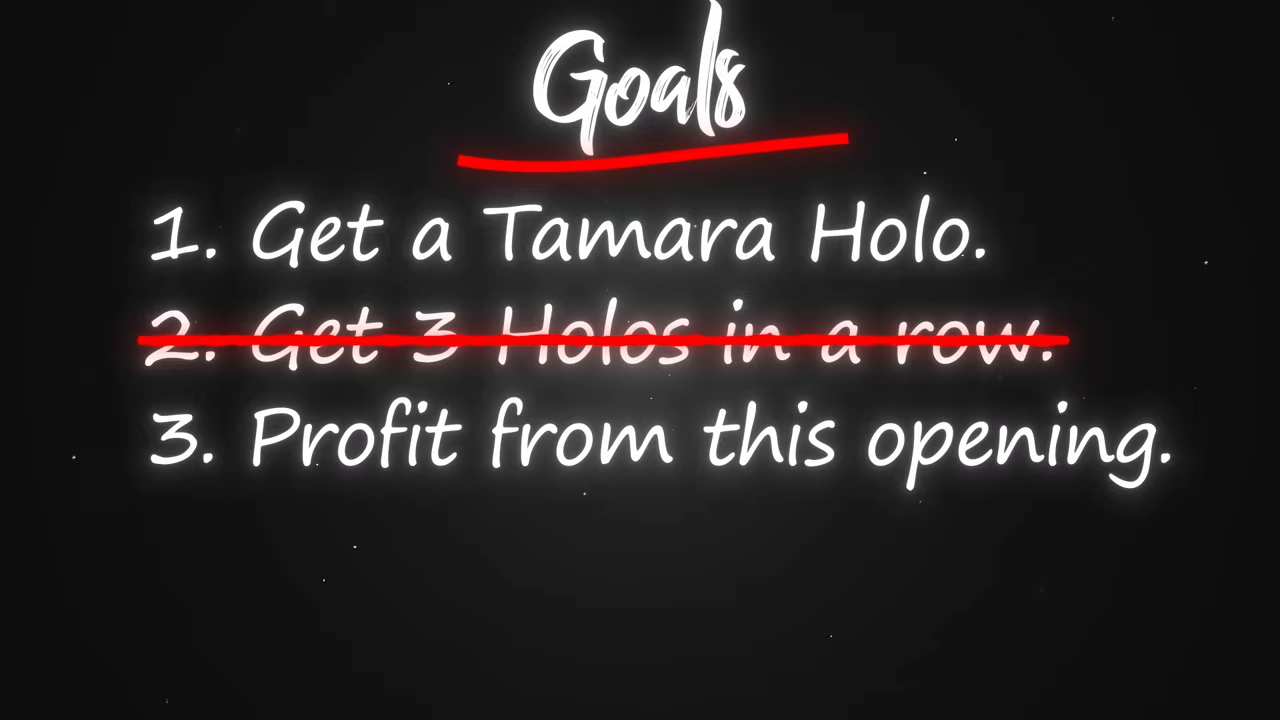 Goals
1. Get a Tamara Holo.
2. Get 3 Holos in a row.
3. Profit from this opening.